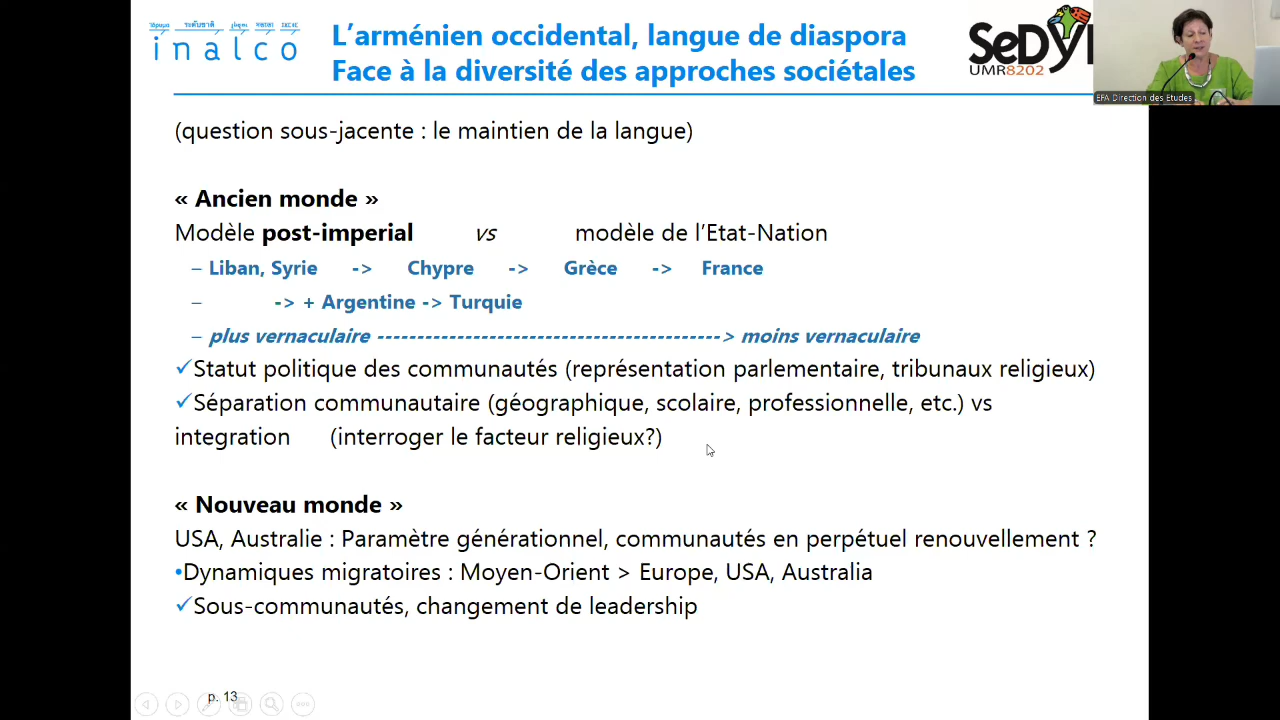 inalco
L’arménien occidental, langue de diaspora
Face à la diversité des approches sociétales
SeDyL
UMR8202
EFA Direction des Etudes
(question sous-jacente : le maintien de la langue)
« Ancien monde »
Modèle post-imperial vs modèle de l’Etat-Nation
– Liban, Syrie -> Chypre -> Grèce -> France
– -> + Argentine -> Turquie
– plus vernaculaire ----------------------------------------> moins vernaculaire
✓Statut politique des communautés (représentation parlementaire, tribunaux religieux)
✓Séparation communautaire (géographique, scolaire, professionnelle, etc.) vs
integration (interroger le facteur religieux?)
« Nouveau monde »
USA, Australie : Paramètre générationnel, communautés en perpétuel renouvellement ?
•Dynamiques migratoires : Moyen-Orient > Europe, USA, Australia
✓Sous-communautés, changement de leadership
p. 13